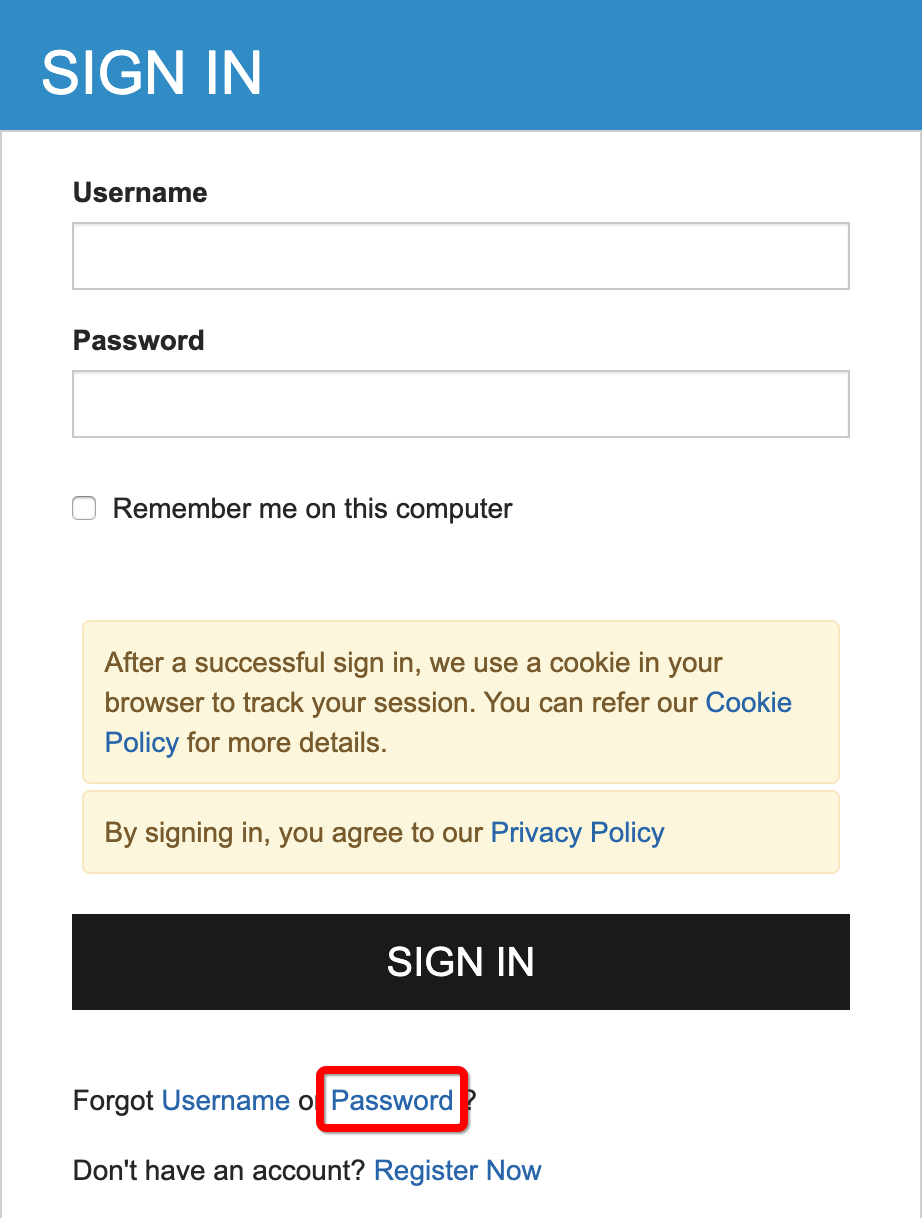 SIGN IN
Username
Password
Remember me on this computer
After a successful sign in, we use a cookie in your
browser to track your session. You can refer our Cookie
Policy for more details.
By signing in, you agree to our Privacy Policy
SIGN IN
Forgot Username or Password ?
Don't have an account? Register Now